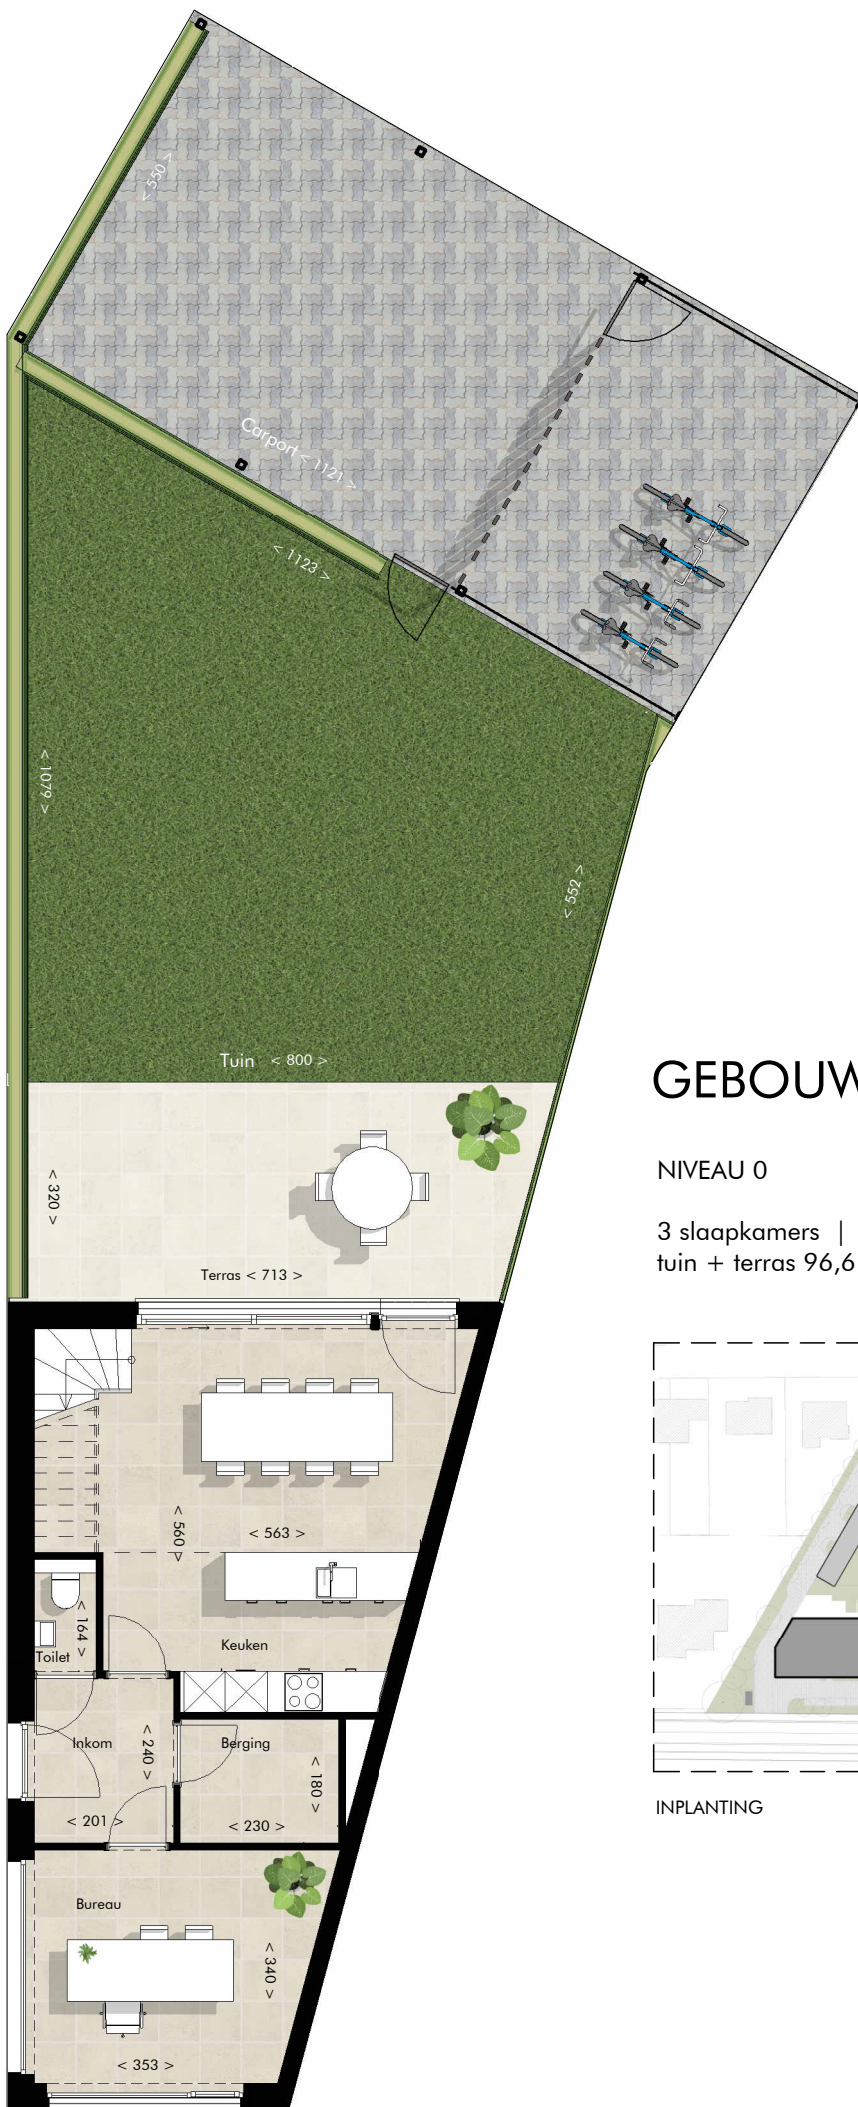 < 550 >
Carport < 1121 >
< 1123 >
< 1079 >
< 552 >
Tuin < 800 >
GEBOUW
NIVEAU 0
< 320 >
3 slaapkamers |
tuin + terras 96,6
Terras < 713 >
< 560 >
< 563 >
< 164 >
Toilet
Keuken
Inkom
< 240 >
Berging
< 180 >
< 201 >
< 230 >
INPLANTING
Bureau
< 340 >
< 353 >